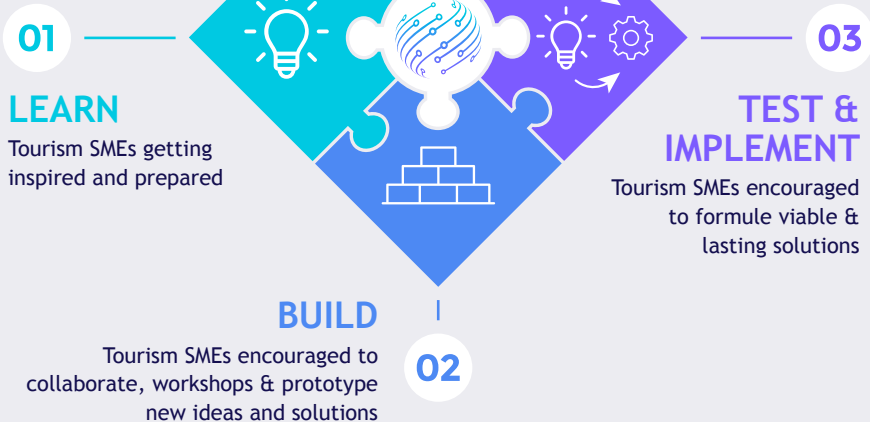 01
LEARN
Tourism SMEs getting
inspired and prepared
BUILD
Tourism SMEs encouraged to
collaborate, workshops & prototype
new ideas and solutions
02
03
TEST &
IMPLEMENT
Tourism SMEs encouraged
to formule viable &
lasting solutions